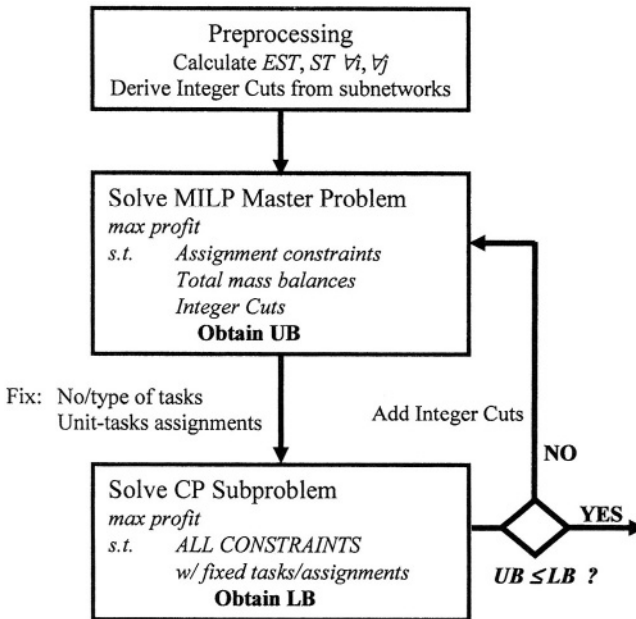 Preprocessing
Calculate EST, ST ∀i, ∀j
Derive Integer Cuts from subnetworks
Solve MILP Master Problem
max profit
s.t. Assignment constraints
Total mass balances
Integer Cuts
Obtain UB
Fix: No/type of tasks
Unit-tasks assignments
Add Integer Cuts
NO
Solve CP Subproblem
max profit
s.t. ALL CONSTRAINTS
w/ fixed tasks/assignments
Obtain LB
YES
UB ≤ LB ?